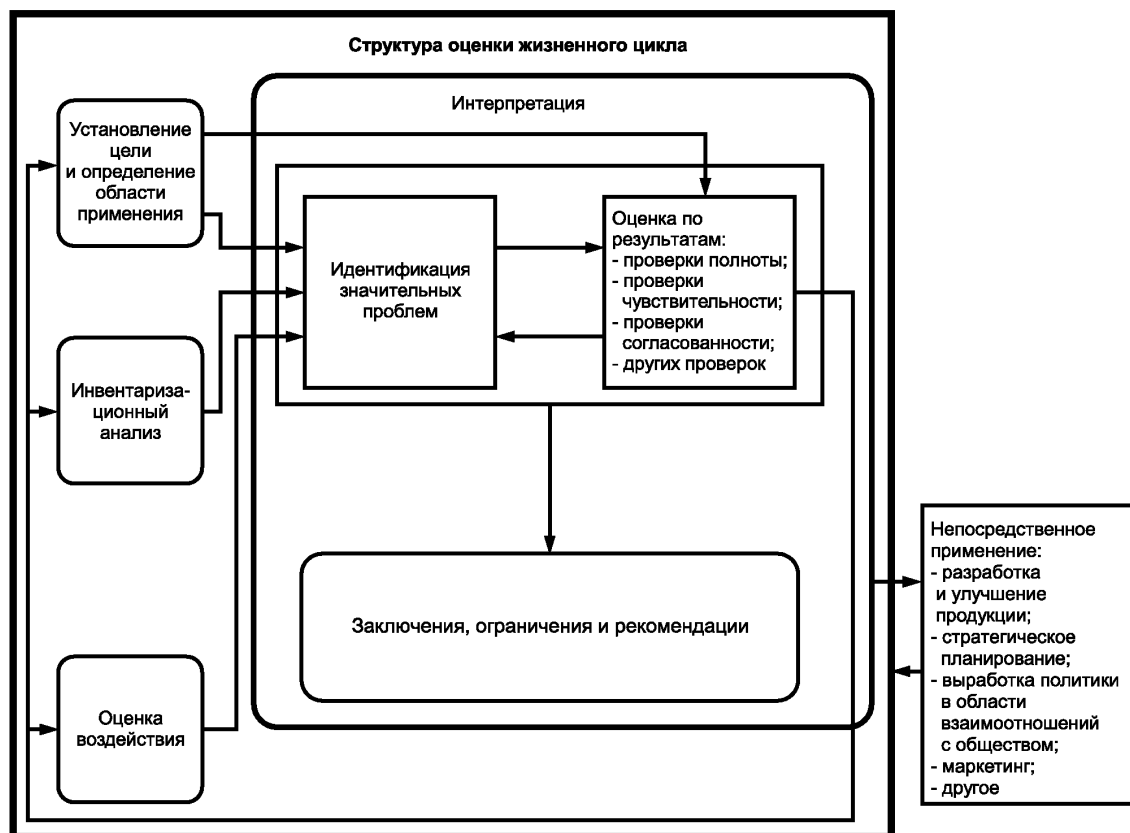 Структура оценки жизненного цикла
Интерпретация
Установление
цели
и определение
области
применения
Идентификация
значительных
проблем
Оценка по
результатам:
- проверки полноты;
- проверки
чувствительности;
- проверки
согласованности;
- других проверок
Инвентариза-
ционный
анализ
Заключения, ограничения и рекомендации
Оценка
воздействия
Непосредственное
применение:
- разработка
и улучшение
продукции;
- стратегическое
планирование;
- выработка политики
в области
взаимоотношений
с обществом;
- маркетинг;
- другое